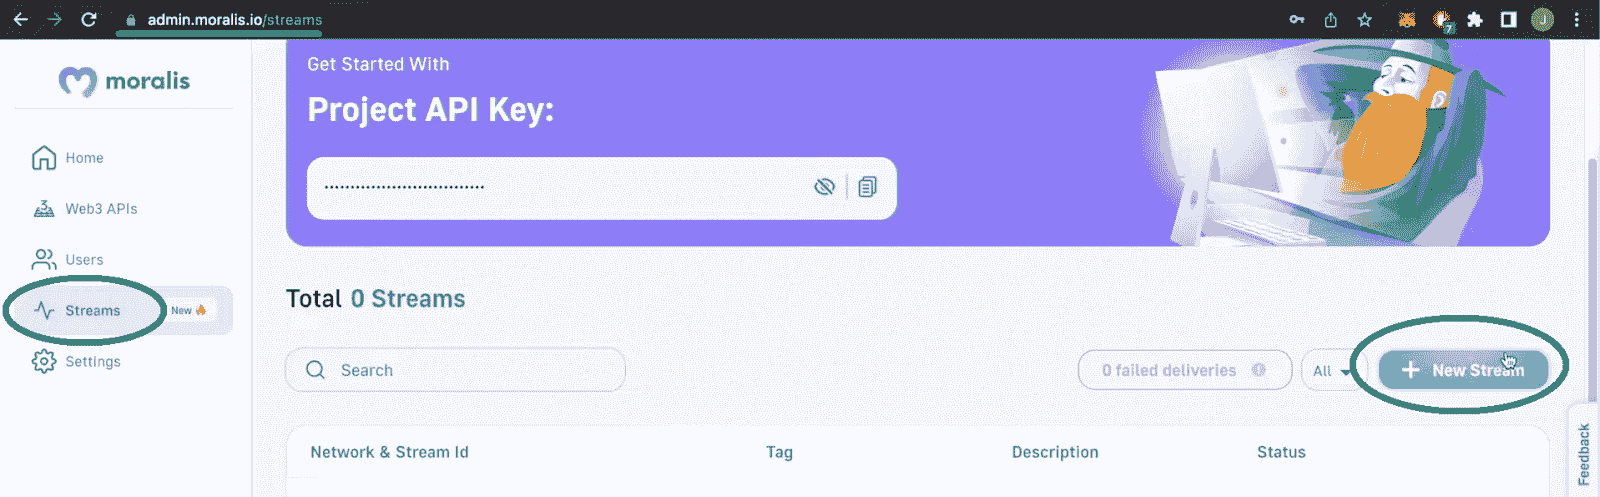 admin.moralis.io/streams
7
J
moralis
Get Started With
Project API Key:
Home
Web3 APIs
Users
Streams New
Settings
Total 0 Streams
Search
0 failed deliveries
All
+ New Stream
Network & Stream Id Tag Description Status
Feedback